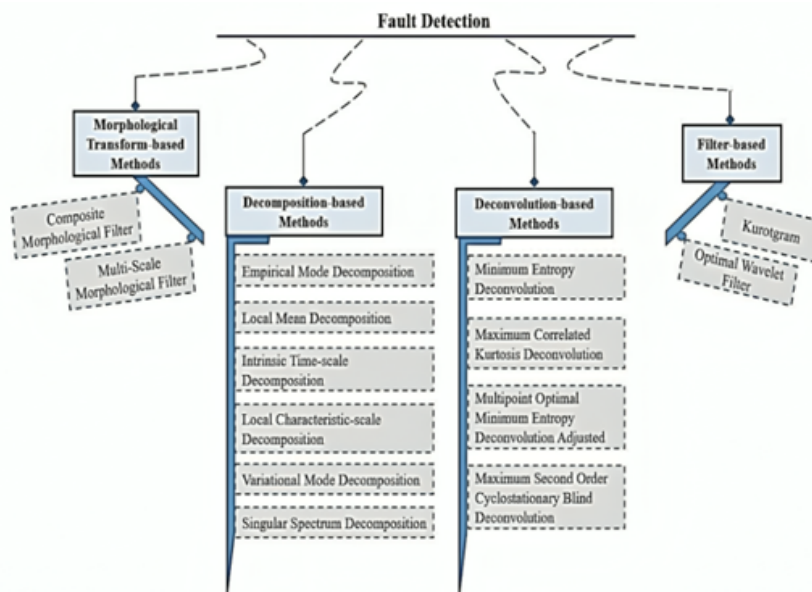 Fault Detection
Morphological
Transform-based
Methods
Composite
Morphological Filter
Multi-Scale
Morphological Filter
Decomposition-based
Methods
Empirical Mode Decomposition
Local Mean Decomposition
Intrinsic Time-scale
Decomposition
Local Characteristic-scale
Decomposition
Variational Mode Decomposition
Singular Spectrum Decomposition
Deconvolution-based
Methods
Minimum Entropy
Deconvolution
Maximum Correlated
Kurtosis Deconvolution
Multipoint Optimal
Minimum Entropy
Deconvolution Adjusted
Maximum Second Order
Cyclostationary Blind
Deconvolution
Filter-based
Methods
Kurotgram
Optimal Wavelet
Filter